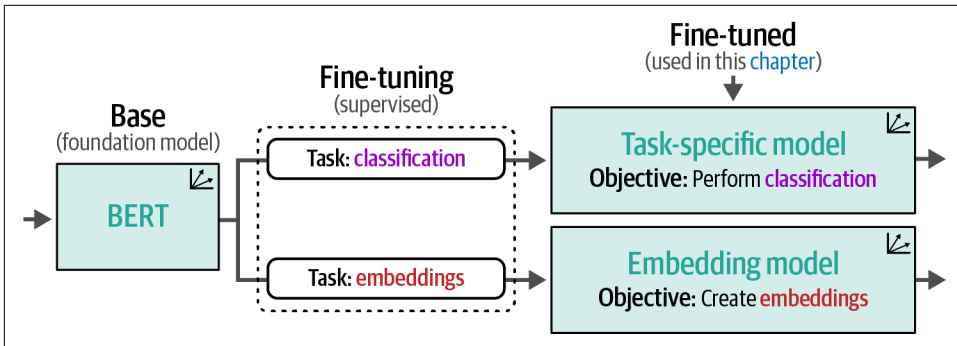 Base
(foundation model)
BERT
Fine-tuning
(supervised)
Task: classification
Task: embeddings
Fine-tuned
(used in this chapter)
Task-specific model
Objective: Perform classification
Embedding model
Objective: Create embeddings